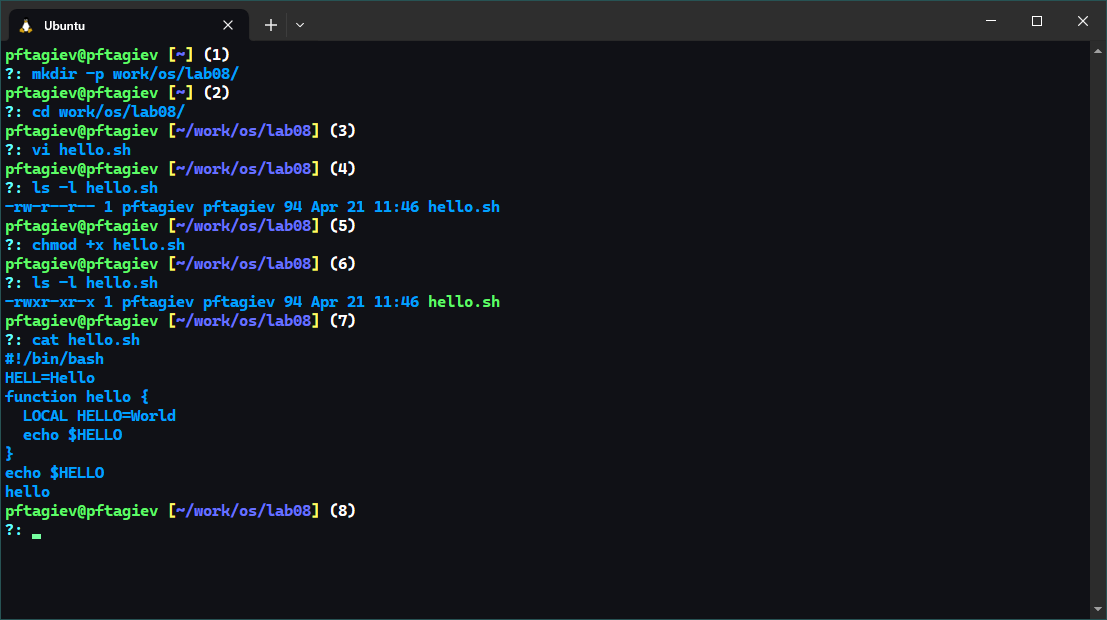 Ubuntu
pftagiev@pftagiev [~] (1)
?: mkdir -p work/os/lab08/
pftagiev@pftagiev [~] (2)
?: cd work/os/lab08/
pftagiev@pftagiev [~/work/os/lab08] (3)
?: vi hello.sh
pftagiev@pftagiev [~/work/os/lab08] (4)
?: ls -l hello.sh
-rw-r--r-- 1 pftagiev pftagiev 94 Apr 21 11:46 hello.sh
pftagiev@pftagiev [~/work/os/lab08] (5)
?: chmod +x hello.sh
pftagiev@pftagiev [~/work/os/lab08] (6)
?: ls -l hello.sh
-rwxr-xr-x 1 pftagiev pftagiev 94 Apr 21 11:46 hello.sh
pftagiev@pftagiev [~/work/os/lab08] (7)
?: cat hello.sh
#!/bin/bash
HELL=Hello
function hello {
  LOCAL HELLO=World
  echo $HELLO
}
echo $HELLO
hello
pftagiev@pftagiev [~/work/os/lab08] (8)
?: